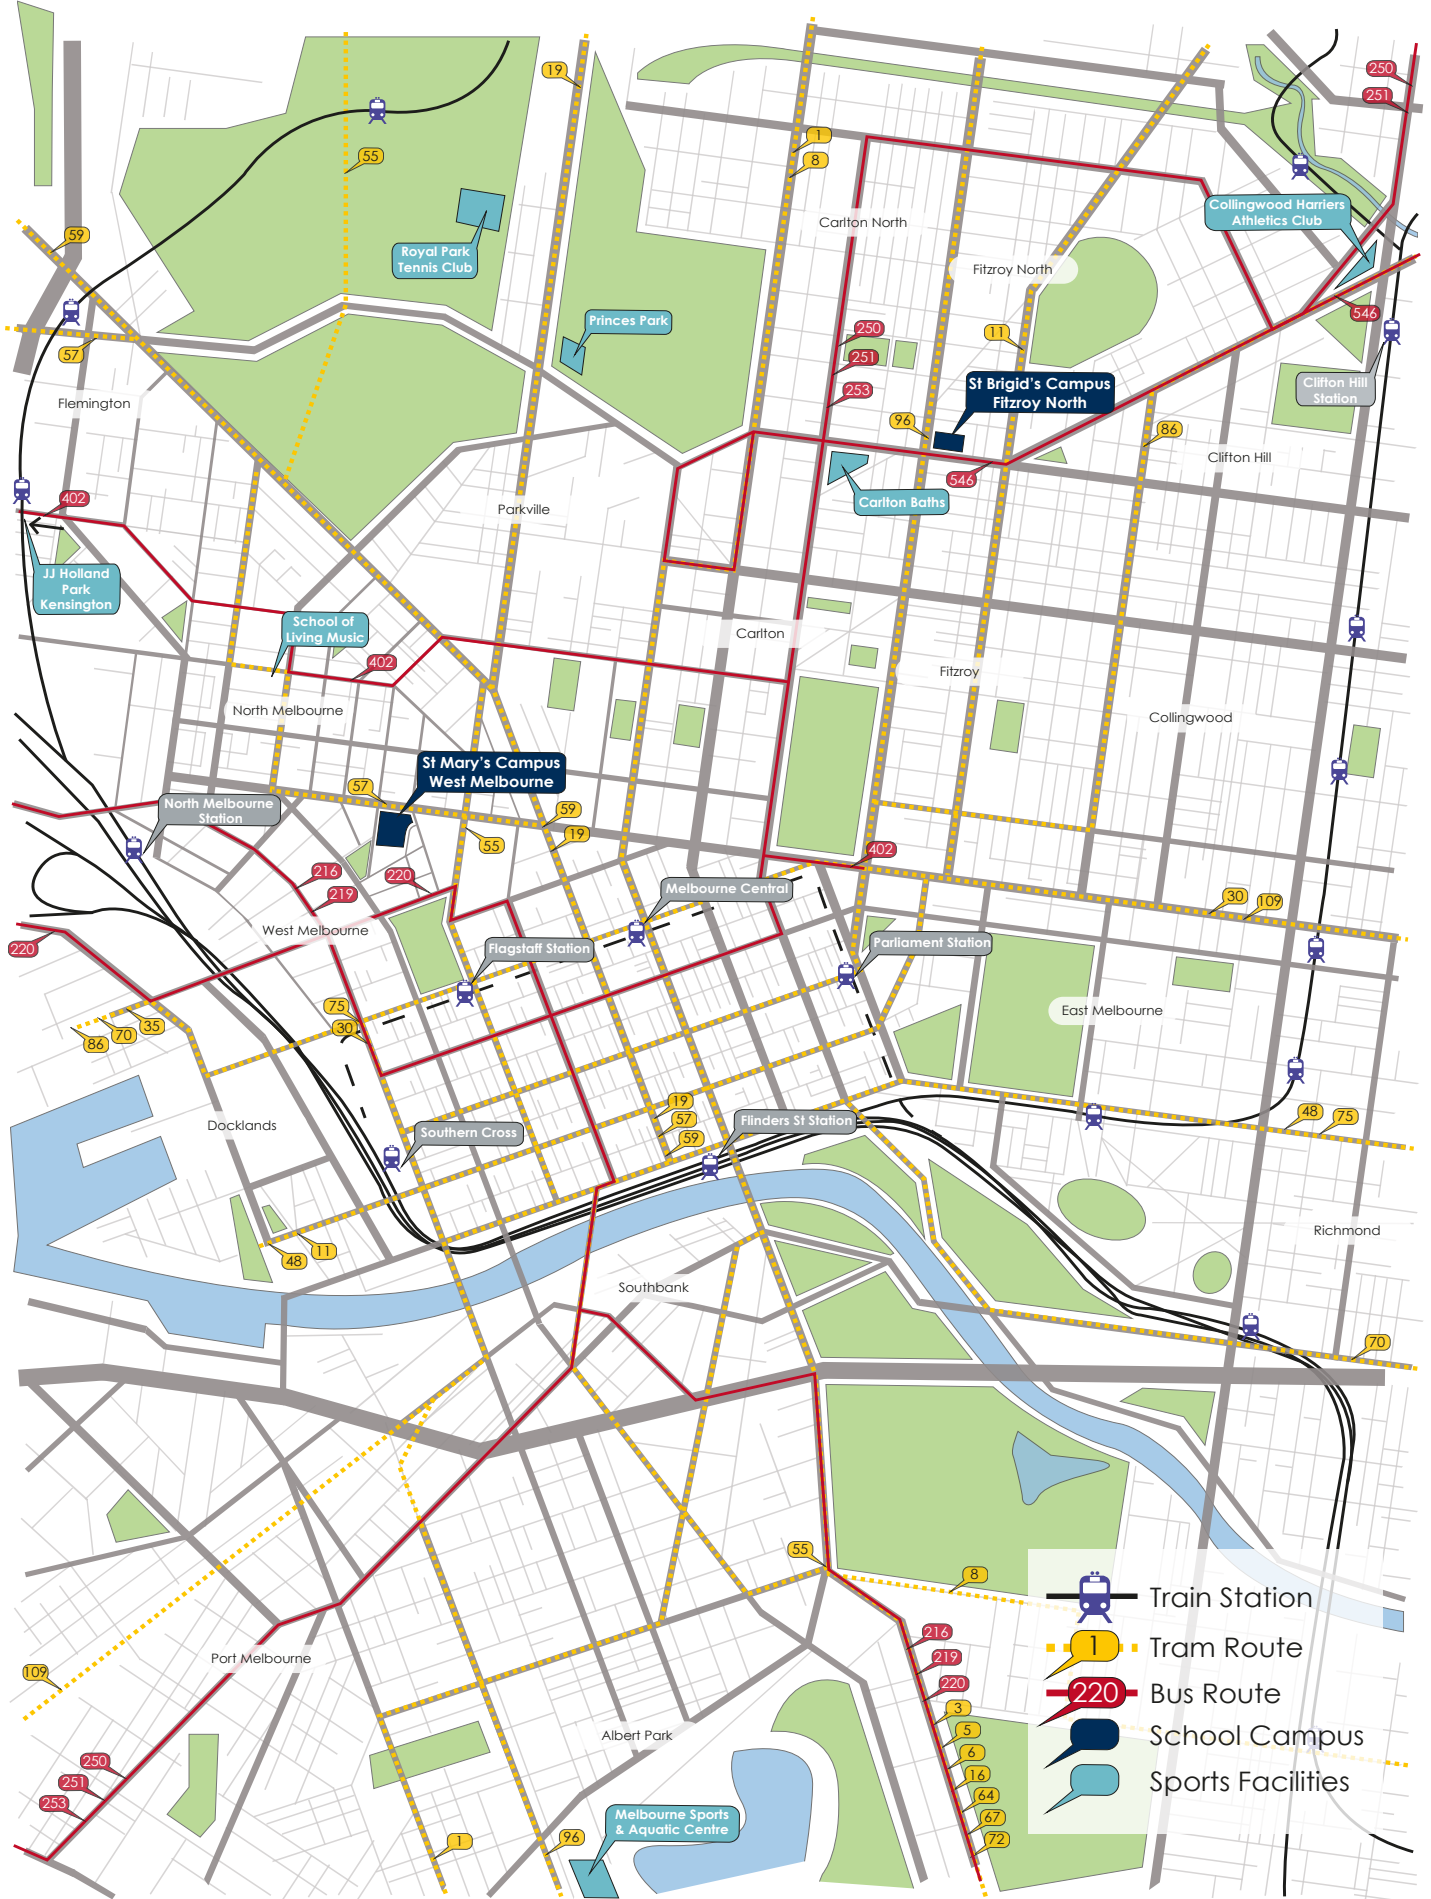 19
250
251
1
8
55
Collingwood Harriers
Athletics Club
Carlton North
59
Royal Park
Tennis Club
Fitzroy North
Princes Park
546
250
11
57
251
St Brigid's Campus
Fitzroy North
Clifton Hill
Station
253
Flemington
96
86
Clifton Hill
546
402
Carlton Baths
Parkville
JJ Holland
Park
Kensington
School of
Living Music
Carlton
402
Fitzroy
North Melbourne
Collingwood
St Mary's Campus
West Melbourne
57
North Melbourne
Station
59
19
55
402
216
220
219
Melbourne Central
30
109
West Melbourne
220
Flagstaff Station
Parliament Station
75
30
35
70
86
East Melbourne
19
48
75
57
Docklands
Southern Cross
Flinders St Station
59
Richmond
11
48
Southbank
70
55
8
Train Station
216
1
Tram Route
219
Port Melbourne
109
220
220
Bus Route
3
5
Albert Park
School Campus
6
250
16
251
Sports Facilities
64
253
Melbourne Sports
& Aquatic Centre
67
1
96
72